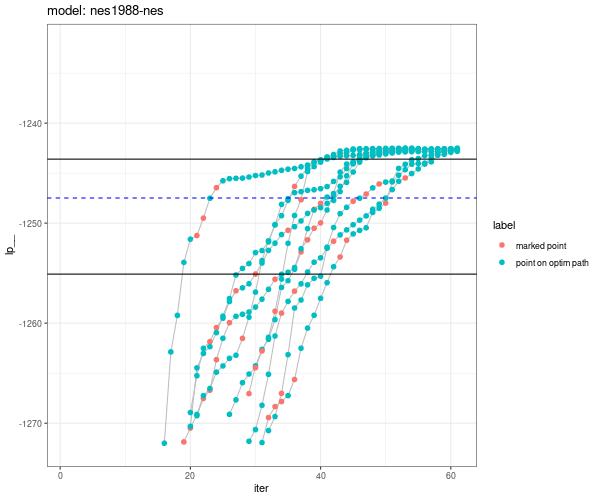 model: nes1988-nes
-1240
-1250
-1260
-1270
lp__
0
20
40
60
iter
label
marked point
point on optim path